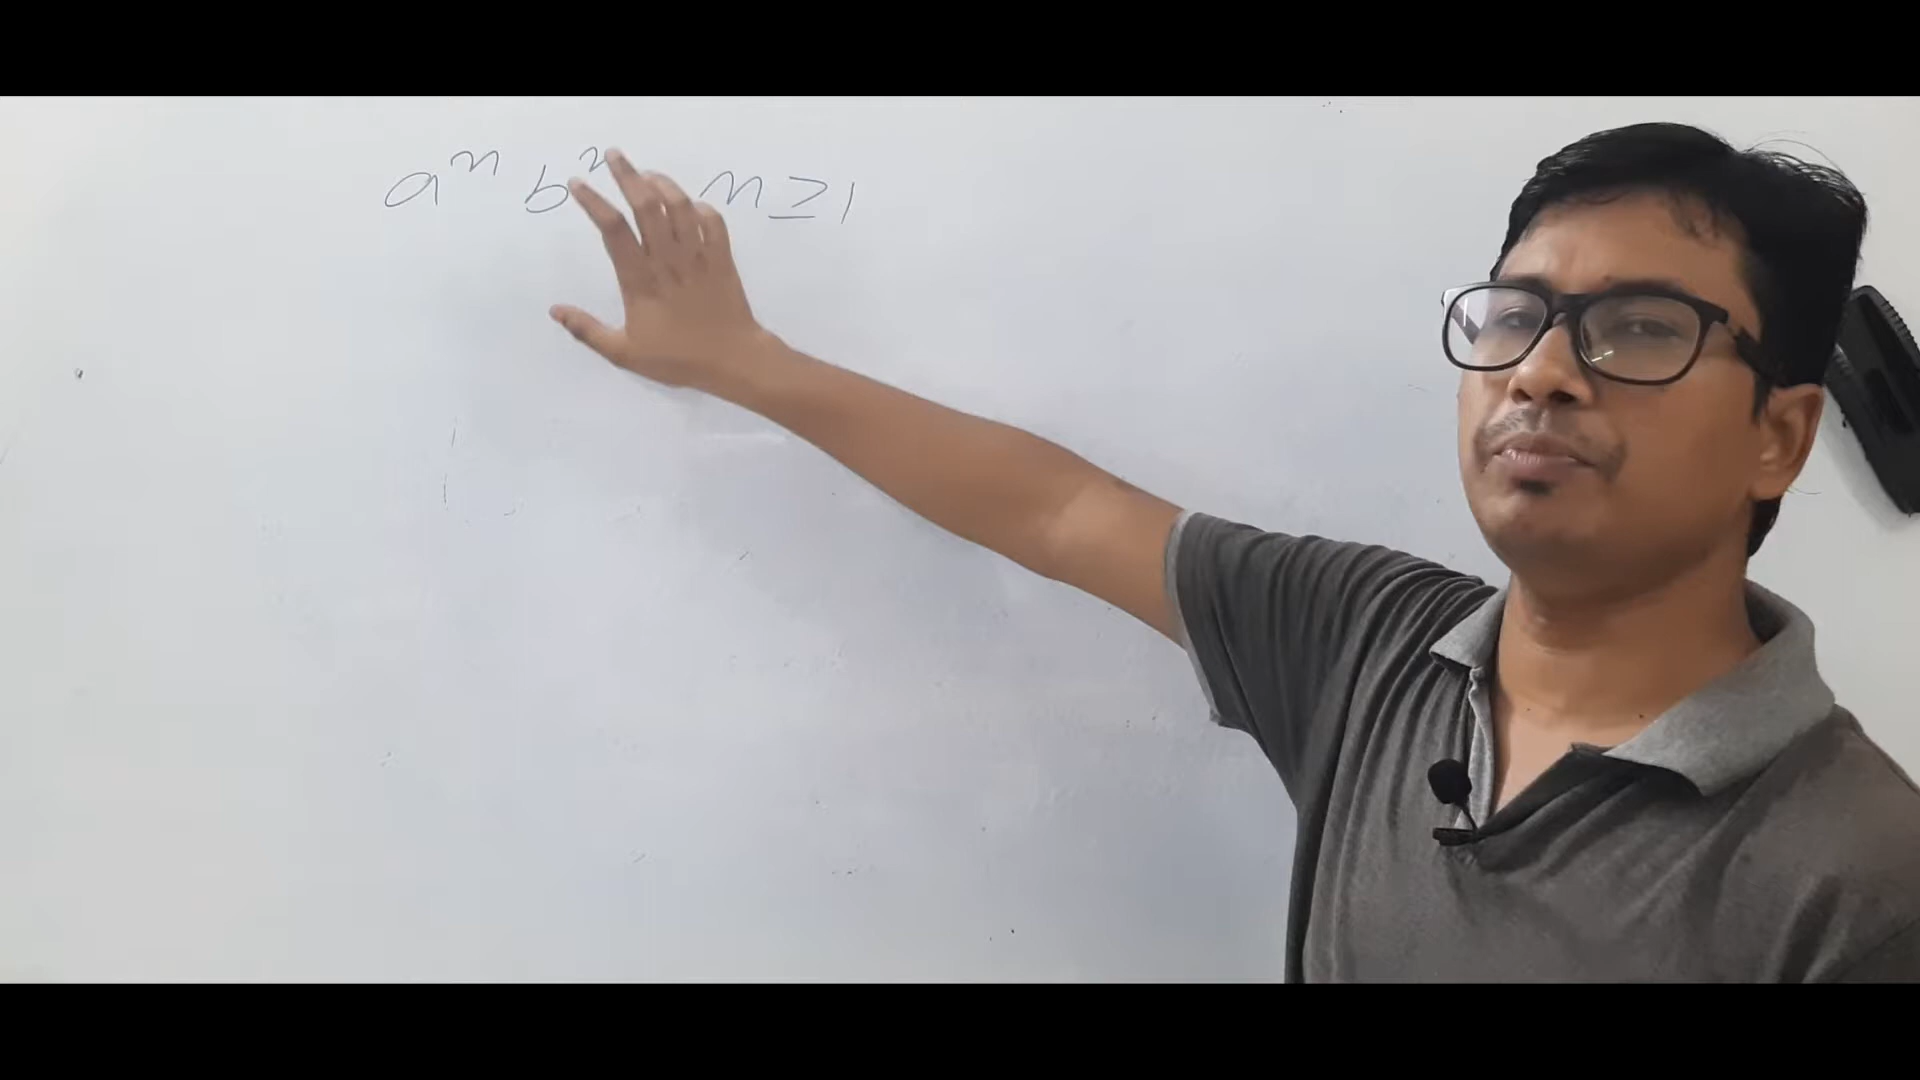 aⁿ bⁿ n ≥ 1